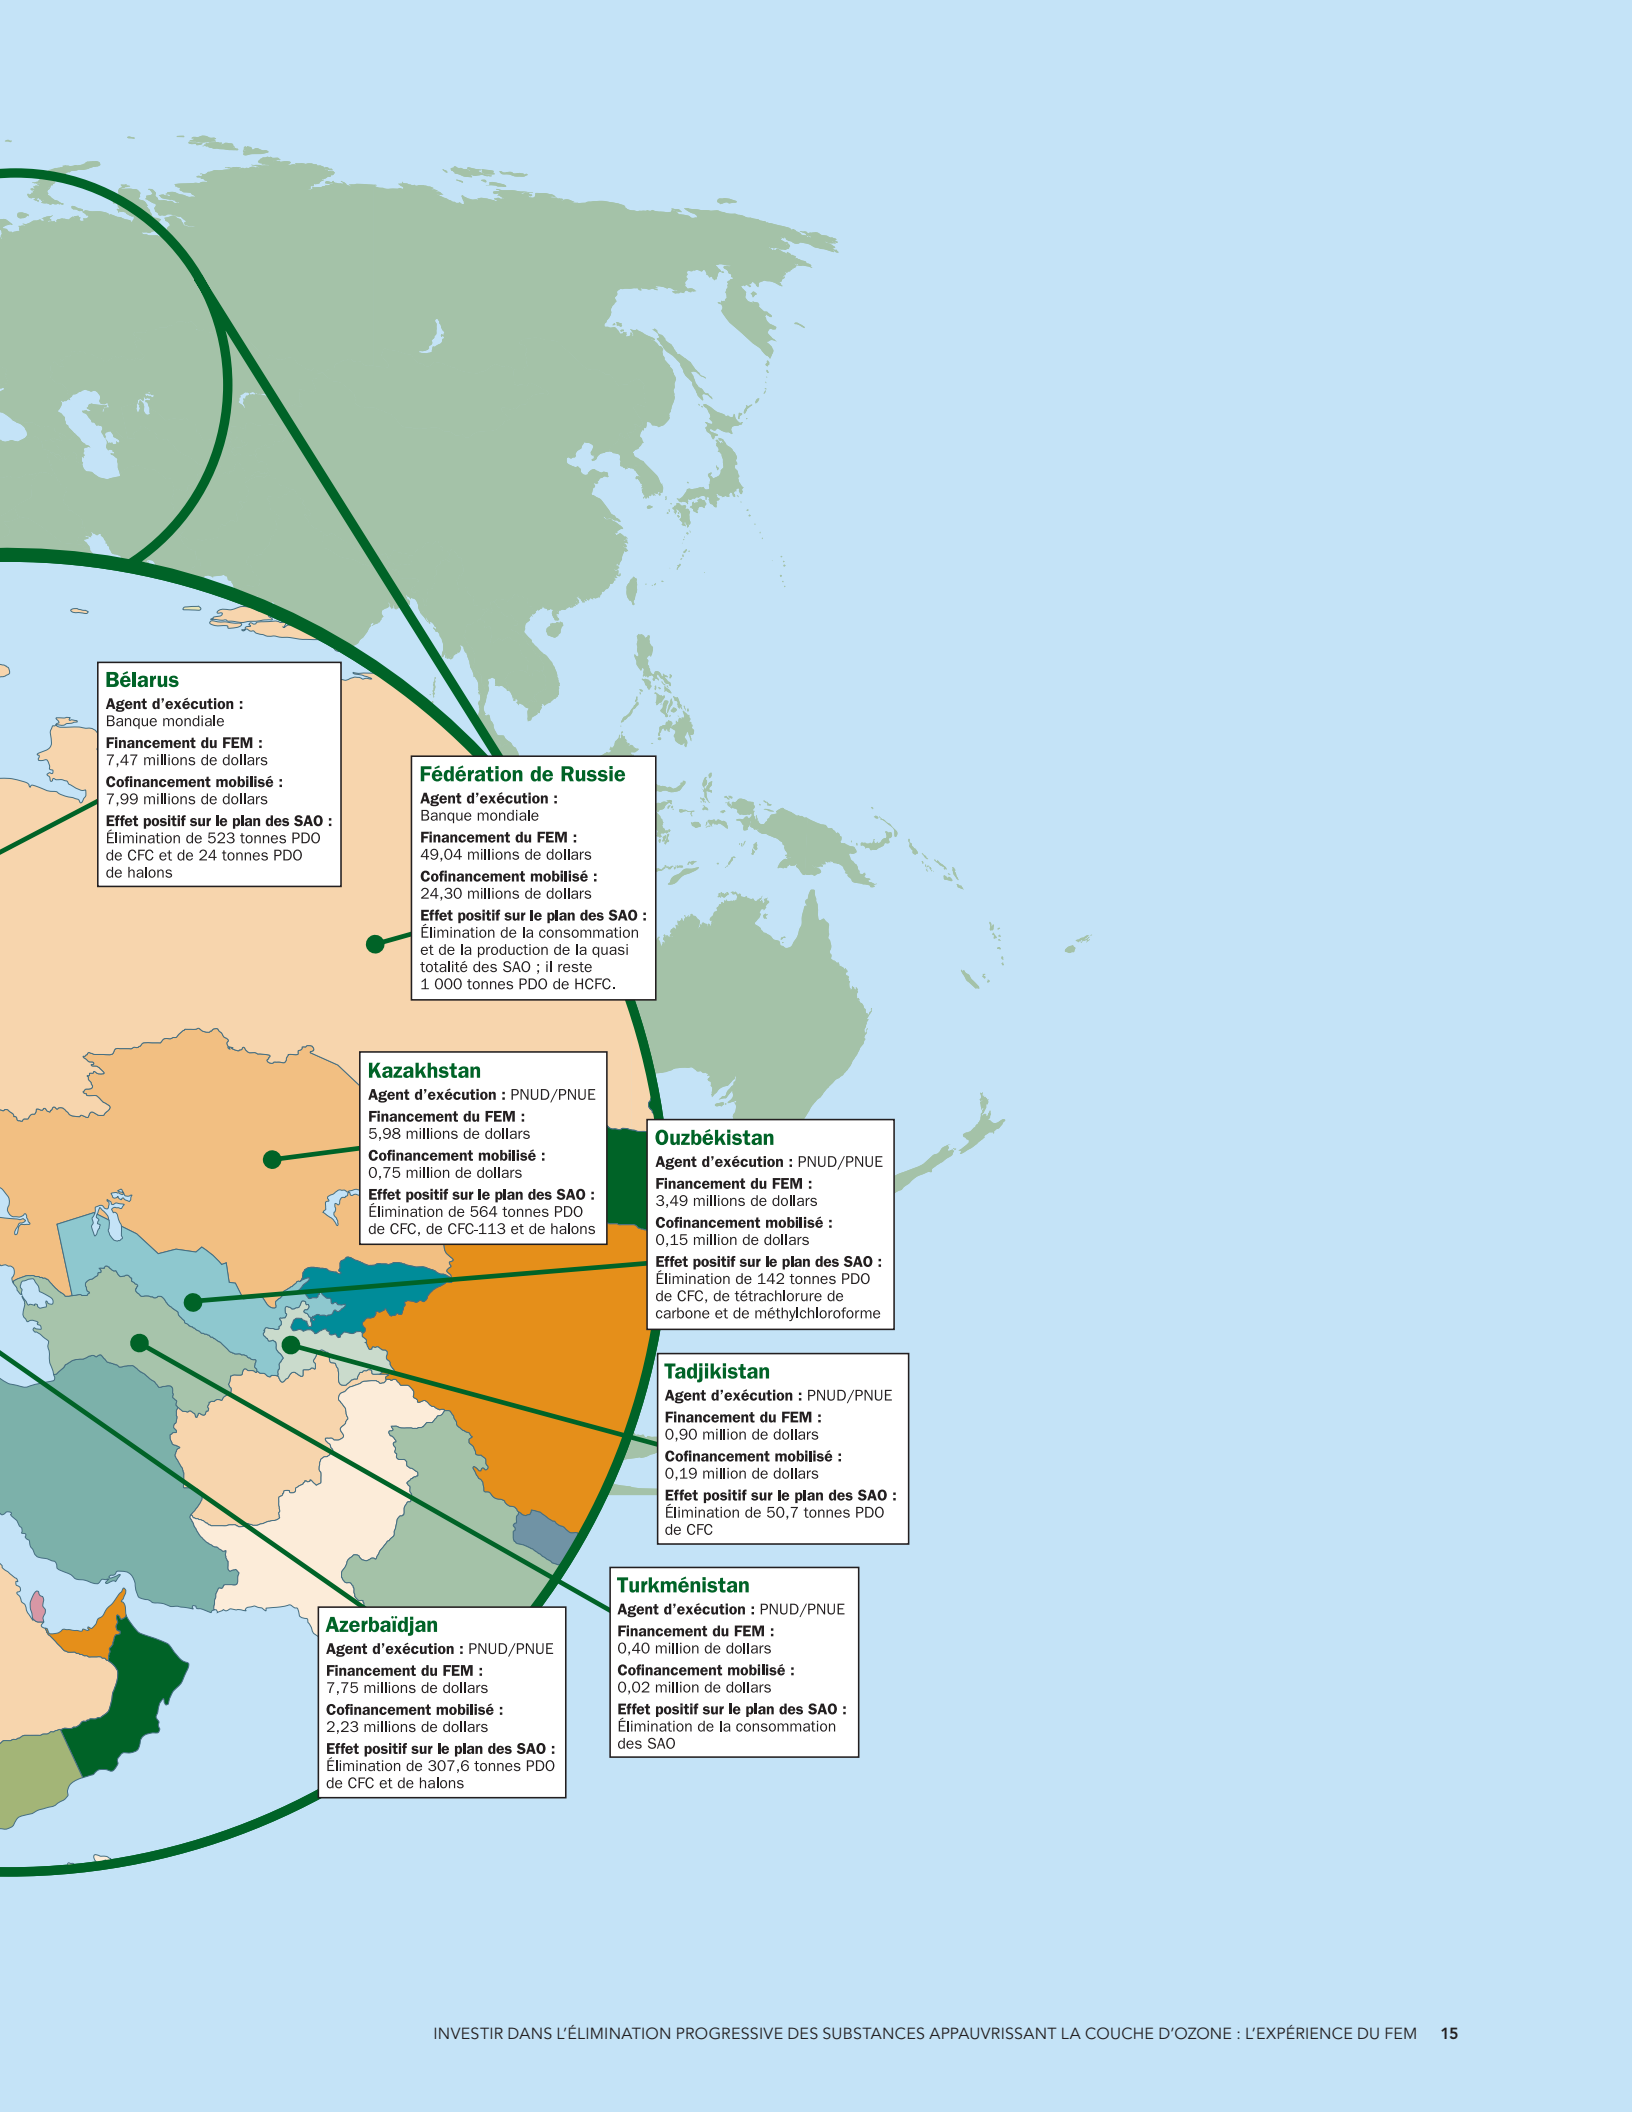 Bélarus
Agent d'exécution :
Banque mondiale
Financement du FEM :
7,47 millions de dollars
Cofinancement mobilisé :
7,99 millions de dollars
Effet positif sur le plan des SAO :
Élimination de 523 tonnes PDO
de CFC et de 24 tonnes PDO
de halons
Fédération de Russie
Agent d'exécution :
Banque mondiale
Financement du FEM :
49,04 millions de dollars
Cofinancement mobilisé :
24,30 millions de dollars
Effet positif sur le plan des SAO :
Élimination de la consommation
et de la production de la quasi
totalité des SAO ; il reste
1 000 tonnes PDO de HCFC.
Kazakhstan
Agent d'exécution : PNUD/PNUE
Financement du FEM :
5,98 millions de dollars
Cofinancement mobilisé :
0,75 million de dollars
Effet positif sur le plan des SAO :
Élimination de 564 tonnes PDO
de CFC, de CFC-113 et de halons
Ouzbékistan
Agent d'exécution : PNUD/PNUE
Financement du FEM :
3,49 millions de dollars
Cofinancement mobilisé :
0,15 million de dollars
Effet positif sur le plan des SAO :
Élimination de 142 tonnes PDO
de CFC, de tétrachlorure de
carbone et de méthylchloroforme
Tadjikistan
Agent d'exécution : PNUD/PNUE
Financement du FEM :
0,90 million de dollars
Cofinancement mobilisé :
0,19 million de dollars
Effet positif sur le plan des SAO :
Élimination de 50,7 tonnes PDO
de CFC
Turkménistan
Agent d'exécution : PNUD/PNUE
Financement du FEM :
0,40 million de dollars
Cofinancement mobilisé :
0,02 million de dollars
Effet positif sur le plan des SAO :
Élimination de la consommation
des SAO
Azerbaïdjan
Agent d'exécution : PNUD/PNUE
Financement du FEM :
7,75 millions de dollars
Cofinancement mobilisé :
2,23 millions de dollars
Effet positif sur le plan des SAO :
Élimination de 307,6 tonnes PDO
de CFC et de halons
INVESTIR DANS L'ÉLIMINATION PROGRESSIVE DES SUBSTANCES APPAUVRISSANT LA COUCHE D'OZONE : L'EXPÉRIENCE DU FEM 15